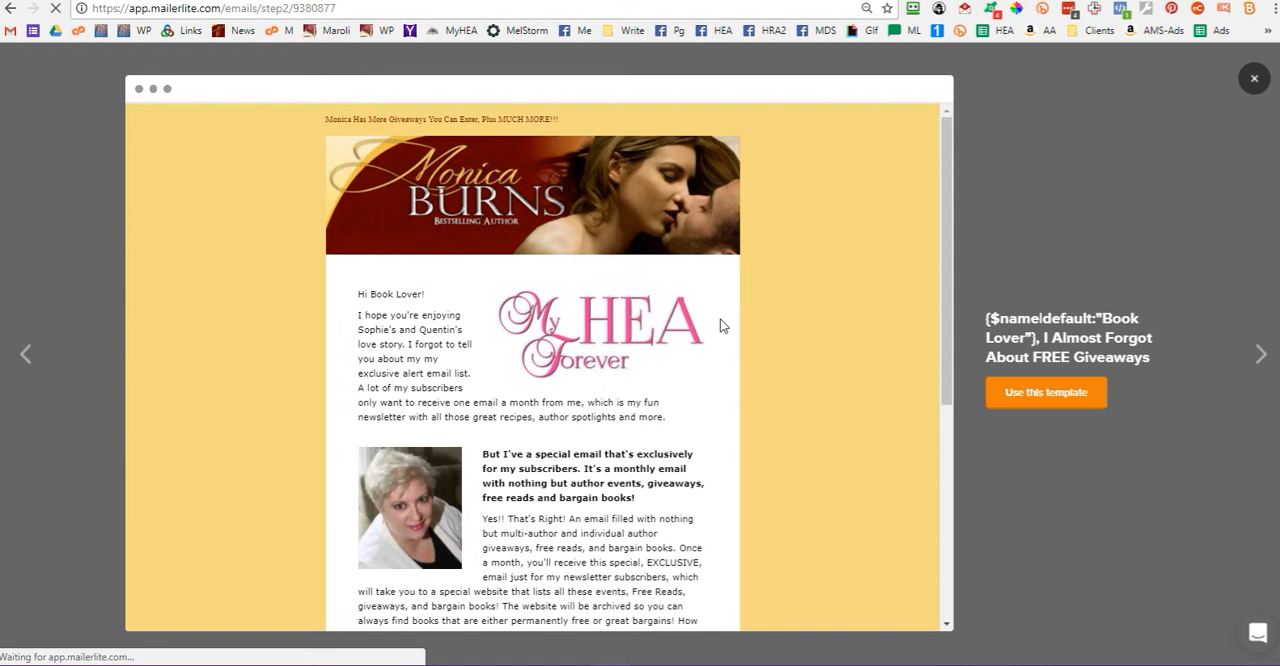 https://app.mailerlite.com/emails/step2/9380877
WP Links News M Maroli WP MyHEA MelStorm Me Write Pg HEA HRA2 MDS Glf ML HEA AA Clients AMS-Ads Ads »
Monica Has More Giveaways You Can Enter, Plus MUCH MORE!!!
Monica
BURNS
BESTSELLING AUTHOR
Hi Book Lover!
I hope you're enjoying
Sophie's and Quentin's
love story. I forgot to tell
you about my my
exclusive alert email list.
A lot of my subscribers
only want to receive one email a month from me, which is my fun
newsletter with all those great recipes, author spotlights and more.
My HEA
Forever
But I've a special email that's exclusively
for my subscribers. It's a monthly email
with nothing but author events, giveaways,
free reads and bargain books!
Yes!! That's Right! An email filled with nothing
but multi-author and individual author
giveaways, free reads, and bargain books. Once
a month, you'll receive this special, EXCLUSIVE,
email just for my newsletter subscribers, which
will take you to a special website that lists all these events, Free Reads,
giveaways, and bargain books! The website will be archived so you can
always find books that are either permanently free or great bargains! How
{$name|default:"Book
Lover"}, I Almost Forgot
About FREE Giveaways
Use this template
Waiting for app.mailerlite.com...